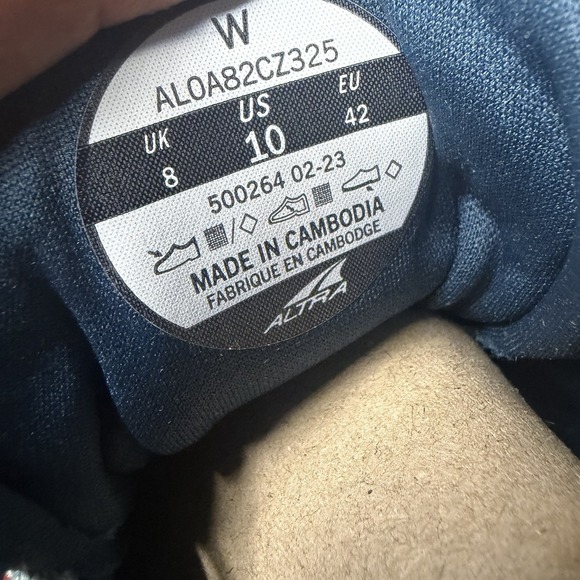 W
AL0A82CZ325
UK US EU
8 10 42
500264 02-23
MADE IN CAMBODIA
FABRIQUE EN CAMBODGE
ALTRA